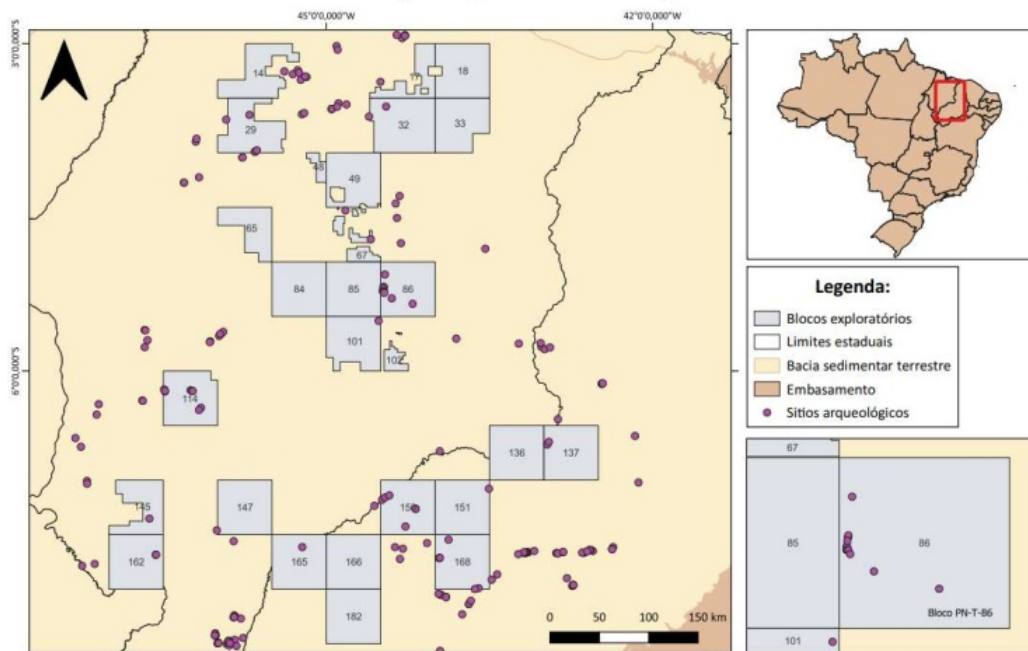 45°0'0,000"W
42°0'0,000"W
3°0'0,000"S
14
17
18
29
32
33
48
49
65
67
84
85
86
101
102
6°0'0,000"S
114
136
137
145
147
150
151
162
165
166
168
182
0
50
100
150 km
Legenda:
Blocos exploratórios
Limites estaduais
Bacia sedimentar terrestre
Embasamento
Sítios arqueológicos
67
85
86
Bloco PN-T-86
101